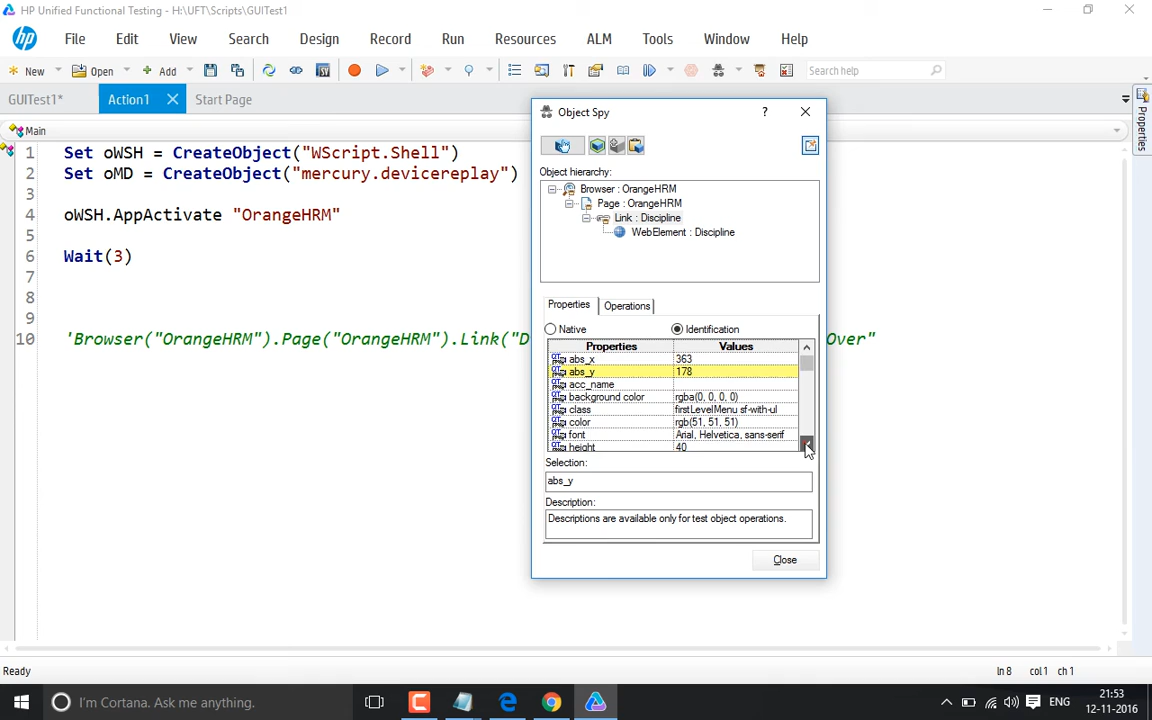 HP Unified Functional Testing - H:\UFT\Scripts\GUITest1
hp File Edit View Search Design Record Run Resources ALM Tools Window Help
New Open Add Search help
GUITest1* Action1 Start Page
Main
Properties
1 Set oWSH = CreateObject("WScript.Shell")
2 Set oMD = CreateObject("mercury.devicereplay")
3
4 oWSH.AppActivate "OrangeHRM"
5
6 Wait(3)
7
8
9
10 'Browser("OrangeHRM").Page("OrangeHRM").Link("D Over"
Object Spy ?
Object hierarchy:
Browser : OrangeHRM
Page : OrangeHRM
Link : Discipline
WebElement : Discipline
Properties Operations
Native Identification
Properties Values
abs_x 363
abs_y 178
acc_name
background color rgba(0, 0, 0, 0)
class firstLevelMenu sf-with-ul
color rgb(51, 51, 51)
font Arial, Helvetica, sans-serif
height 40
Selection:
abs_y
Description:
Descriptions are available only for test object operations.
Close
Ready ln 8 col 1 ch 1
I'm Cortana. Ask me anything. ENG 21:53
12-11-2016